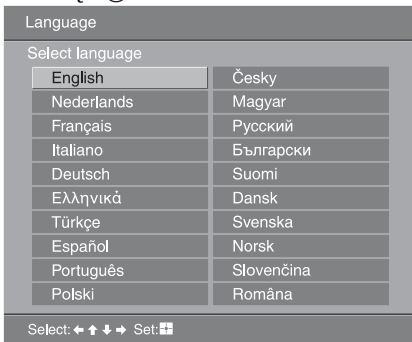 Language
Select language
English
Nederlands
Français
Italiano
Deutsch
Ελληνικά
Türkçe
Español
Português
Polski
Česky
Magyar
Русский
Български
Suomi
Dansk
Svenska
Norsk
Slovenčina
Româna
Select: ←↑↓→ Set: